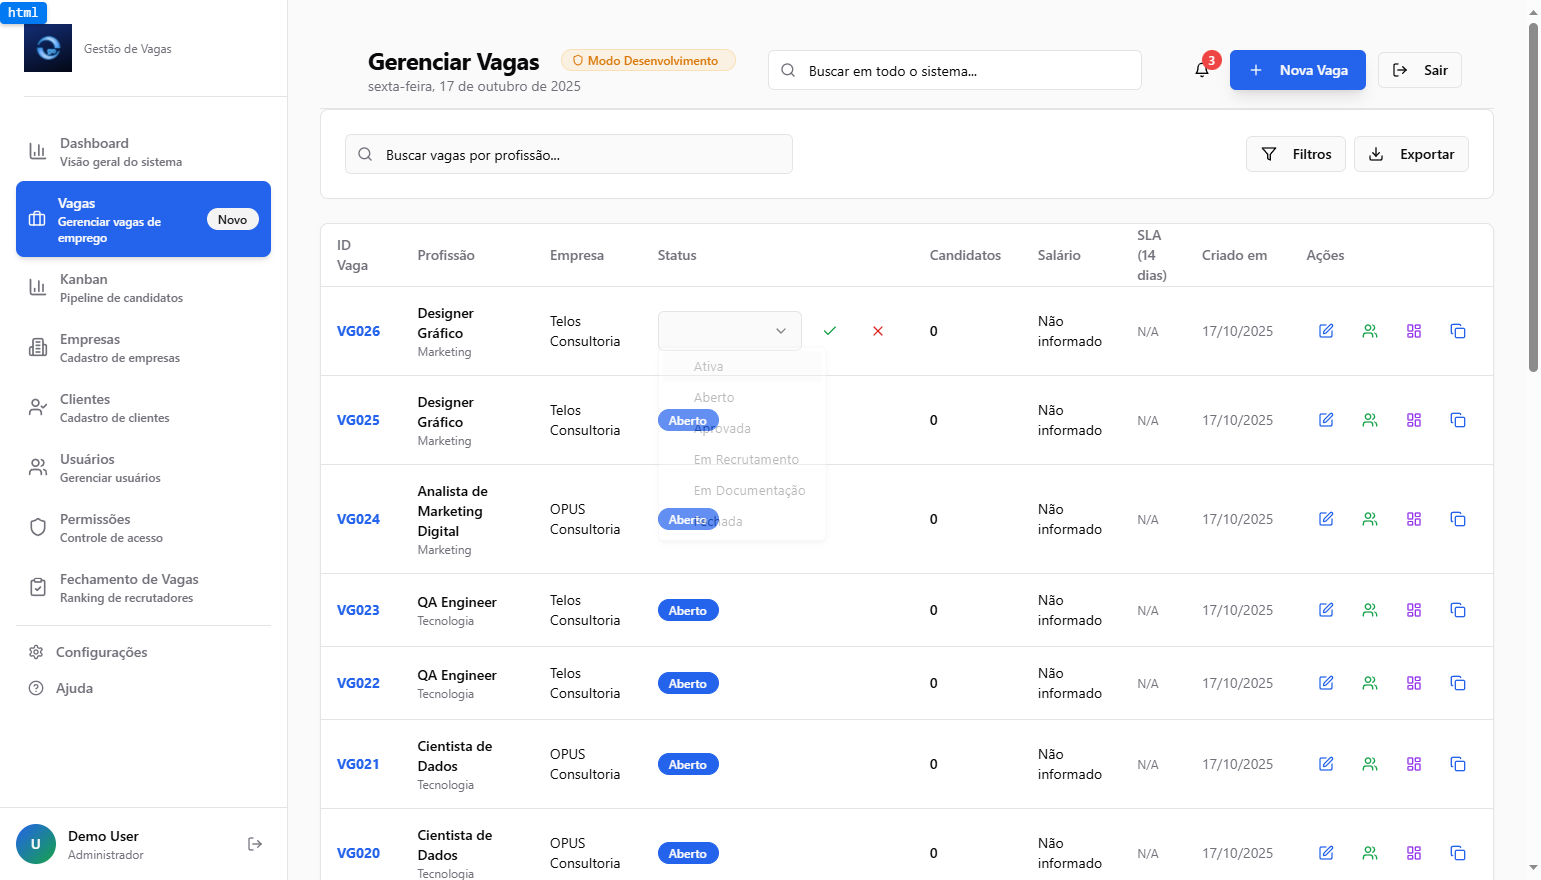 html
Gestão de Vagas
Dashboard
Visão geral do sistema
Vagas
Gerenciar vagas de
emprego
Novo
Kanban
Pipeline de candidatos
Empresas
Cadastro de empresas
Clientes
Cadastro de clientes
Usuários
Gerenciar usuários
Permissões
Controle de acesso
Fechamento de Vagas
Ranking de recrutadores
Configurações
Ajuda
U
Demo User
Administrador
Gerenciar Vagas
Modo Desenvolvimento
sexta-feira, 17 de outubro de 2025
Buscar em todo o sistema...
3
Nova Vaga
Sair
Buscar vagas por profissão...
Filtros
Exportar
ID
Vaga
Profissão
Empresa
Status
Candidatos
Salário
SLA
(14
dias)
Criado em
Ações
VG026
Designer
Gráfico
Marketing
Telos
Consultoria
0
Não
informado
N/A
17/10/2025
Ativa
Aberto
Aprovada
Em Recrutamento
Em Documentação
Fechada
VG025
Designer
Gráfico
Marketing
Telos
Consultoria
Aberto
0
Não
informado
N/A
17/10/2025
VG024
Analista de
Marketing
Digital
Marketing
OPUS
Consultoria
Aberto
0
Não
informado
N/A
17/10/2025
VG023
QA Engineer
Tecnologia
Telos
Consultoria
Aberto
0
Não
informado
N/A
17/10/2025
VG022
QA Engineer
Tecnologia
Telos
Consultoria
Aberto
0
Não
informado
N/A
17/10/2025
VG021
Cientista de
Dados
Tecnologia
OPUS
Consultoria
Aberto
0
Não
informado
N/A
17/10/2025
VG020
Cientista de
Dados
Tecnologia
OPUS
Consultoria
Aberto
0
Não
informado
N/A
17/10/2025